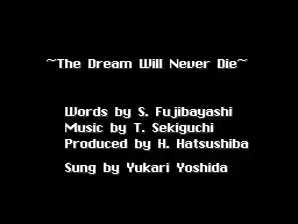 ~The Dream Will Never Die~
Words by S. Fujibayashi
Music by T. Sekiguchi
Produced by H. Hatsushiba
Sung by Yukari Yoshida